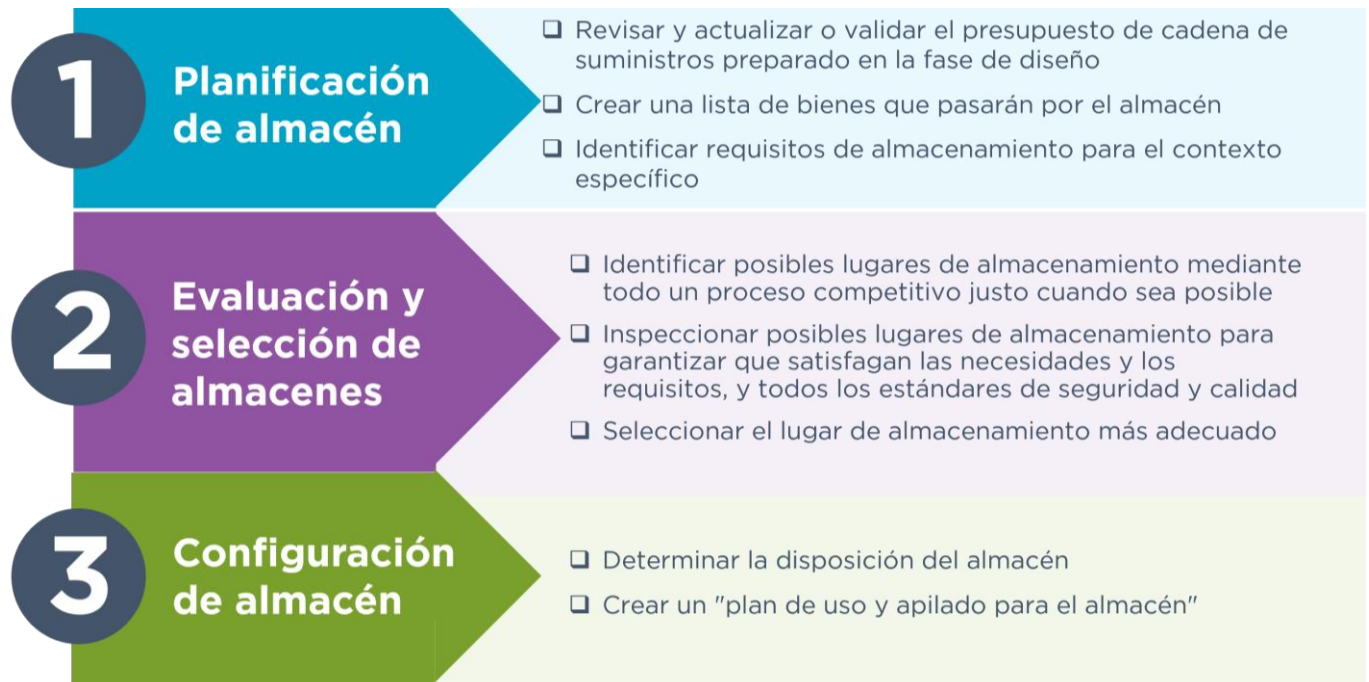 1
Planificación
de almacén
❑ Revisar y actualizar o validar el presupuesto de cadena de
suministros preparado en la fase de diseño
❑ Crear una lista de bienes que pasarán por el almacén
❑ Identificar requisitos de almacenamiento para el contexto
específico
2
Evaluación y
selección de
almacenes
❑ Identificar posibles lugares de almacenamiento mediante
todo un proceso competitivo justo cuando sea posible
❑ Inspeccionar posibles lugares de almacenamiento para
garantizar que satisfagan las necesidades y los
requisitos, y todos los estándares de seguridad y calidad
❑ Seleccionar el lugar de almacenamiento más adecuado
3
Configuración
de almacén
❑ Determinar la disposición del almacén
❑ Crear un "plan de uso y apilado para el almacén"